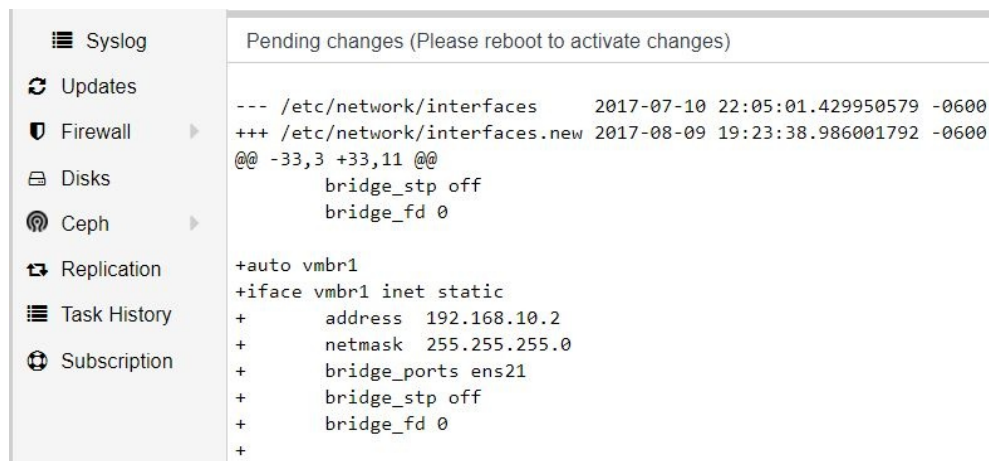 Syslog
Updates
Firewall
Disks
Ceph
Replication
Task History
Subscription
Pending changes (Please reboot to activate changes)
--- /etc/network/interfaces     2017-07-10 22:05:01.429950579 -0600
+++ /etc/network/interfaces.new 2017-08-09 19:23:38.986001792 -0600
@@ -33,3 +33,11 @@
        bridge_stp off
        bridge_fd 0

+auto vmbr1
+iface vmbr1 inet static
+       address  192.168.10.2
+       netmask  255.255.255.0
+       bridge_ports ens21
+       bridge_stp off
+       bridge_fd 0
+